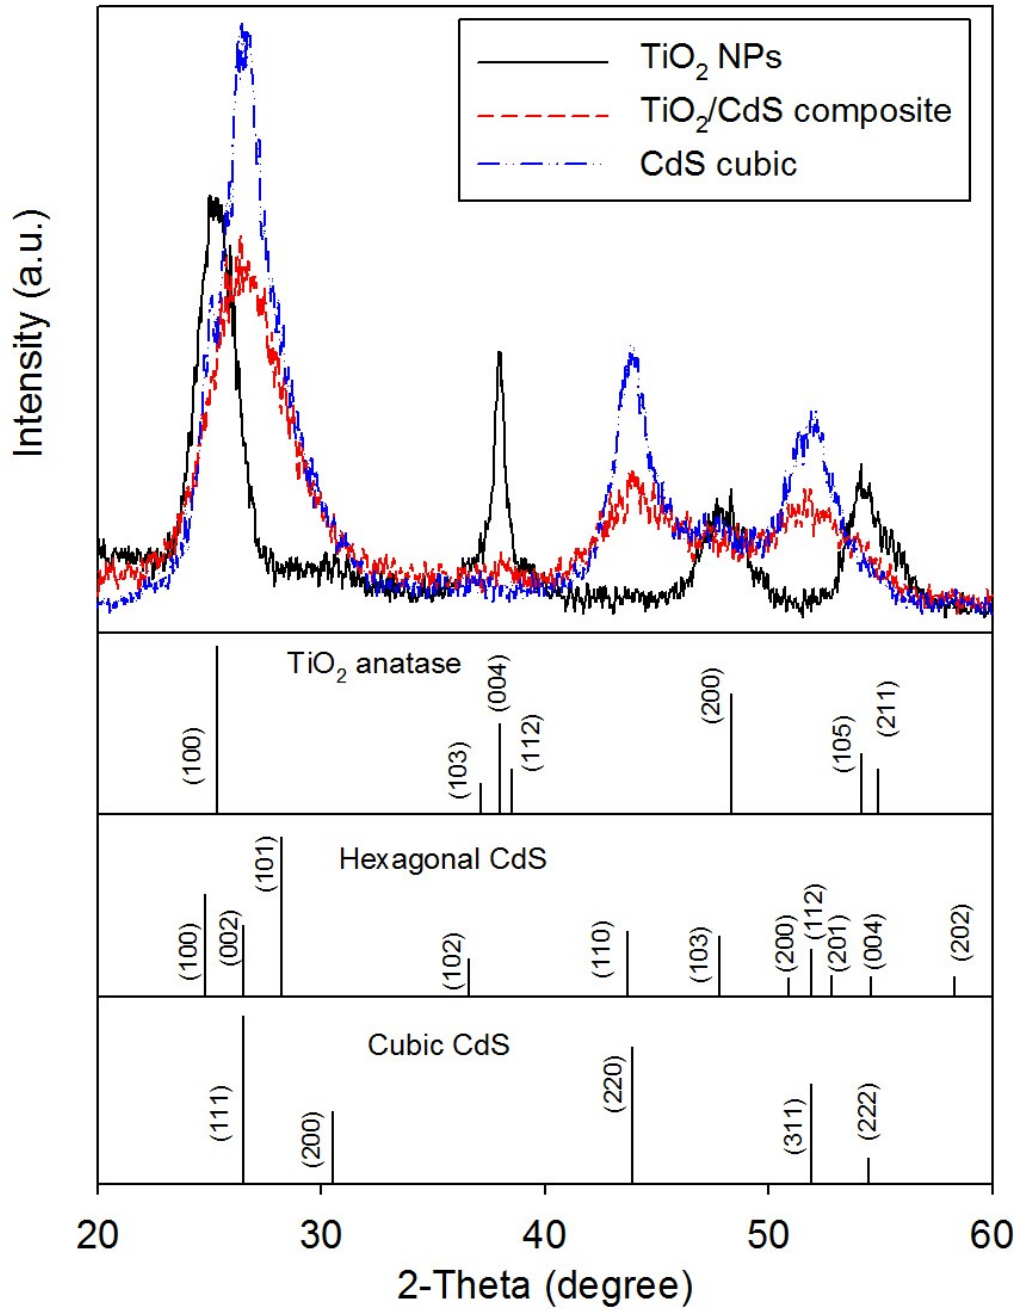 TiO₂ NPs
TiO₂/CdS composite
CdS cubic
Intensity (a.u.)
TiO₂ anatase
(100)
(103)
(004)
(112)
(200)
(105)
(211)
Hexagonal CdS
(100)
(002)
(101)
(102)
(110)
(103)
(200)
(112)
(201)
(004)
(202)
Cubic CdS
(111)
(200)
(220)
(311)
(222)
20 30 40 50 60
2-Theta (degree)